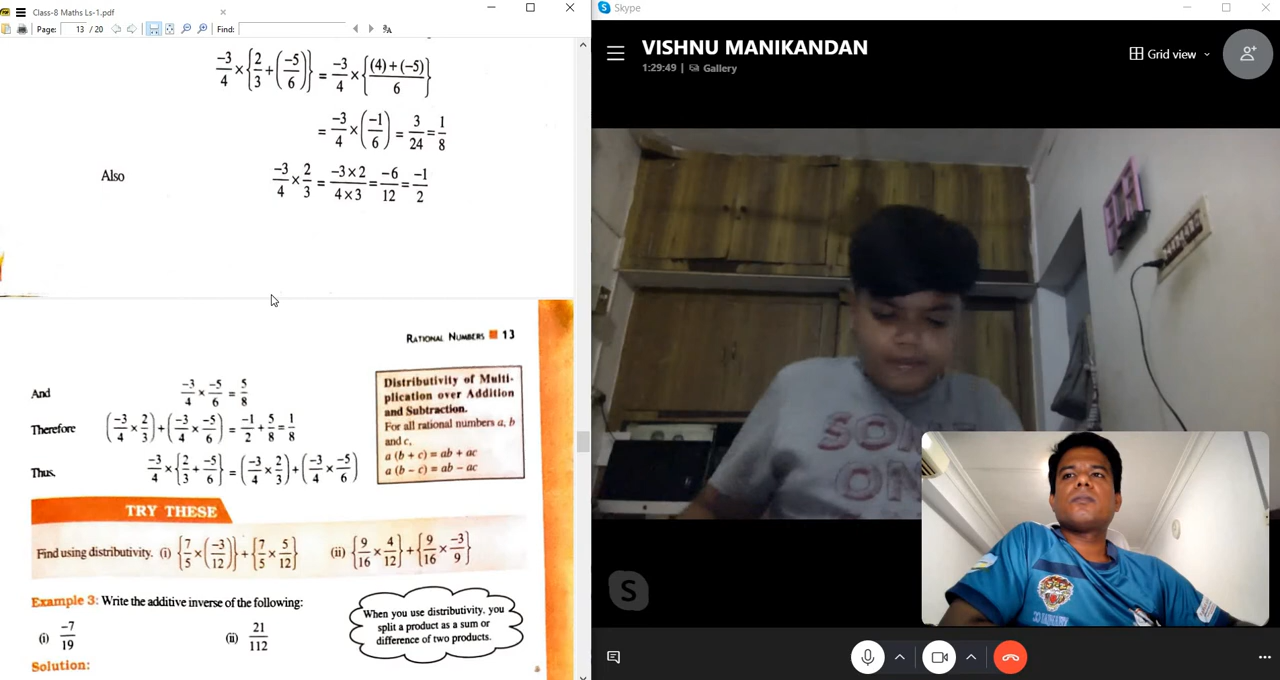 Class-8 Maths Ls-1.pdf
Page: 13 / 20 Find:
-3/4 × {2/3 + (-5/6)} = -3/4 × {(4) + (-5)/6}
= -3/4 × (-1/6) = 3/24 = 1/8
Also -3/4 × 2/3 = -3 × 2/4 × 3 = -6/12 = -1/2
RATIONAL NUMBERS 13
And -3/4 × -5/6 = 5/8
Therefore (-3/4 × 2/3) + (-3/4 × -5/6) = -1/2 + 5/8 = 1/8
Thus, -3/4 × {2/3 + -5/6} = (-3/4 × 2/3) + (-3/4 × -5/6)
Distributivity of Multi-
plication over Addition
and Subtraction.
For all rational numbers a, b
and c,
a (b + c) = ab + ac
a (b – c) = ab – ac
TRY THESE
Find using distributivity. (i) {7/5 × (-3/12)} + {7/5 × 5/12} (ii) {9/16 × 4/12} + {9/16 × -3/9}
Example 3: Write the additive inverse of the following:
(i) -7/19 (ii) 21/112
When you use distributivity, you
split a product as a sum or
difference of two products.
Solution:
Skype
VISHNU MANIKANDAN
1:29:49 | Gallery
Grid view
SOME
ON
S